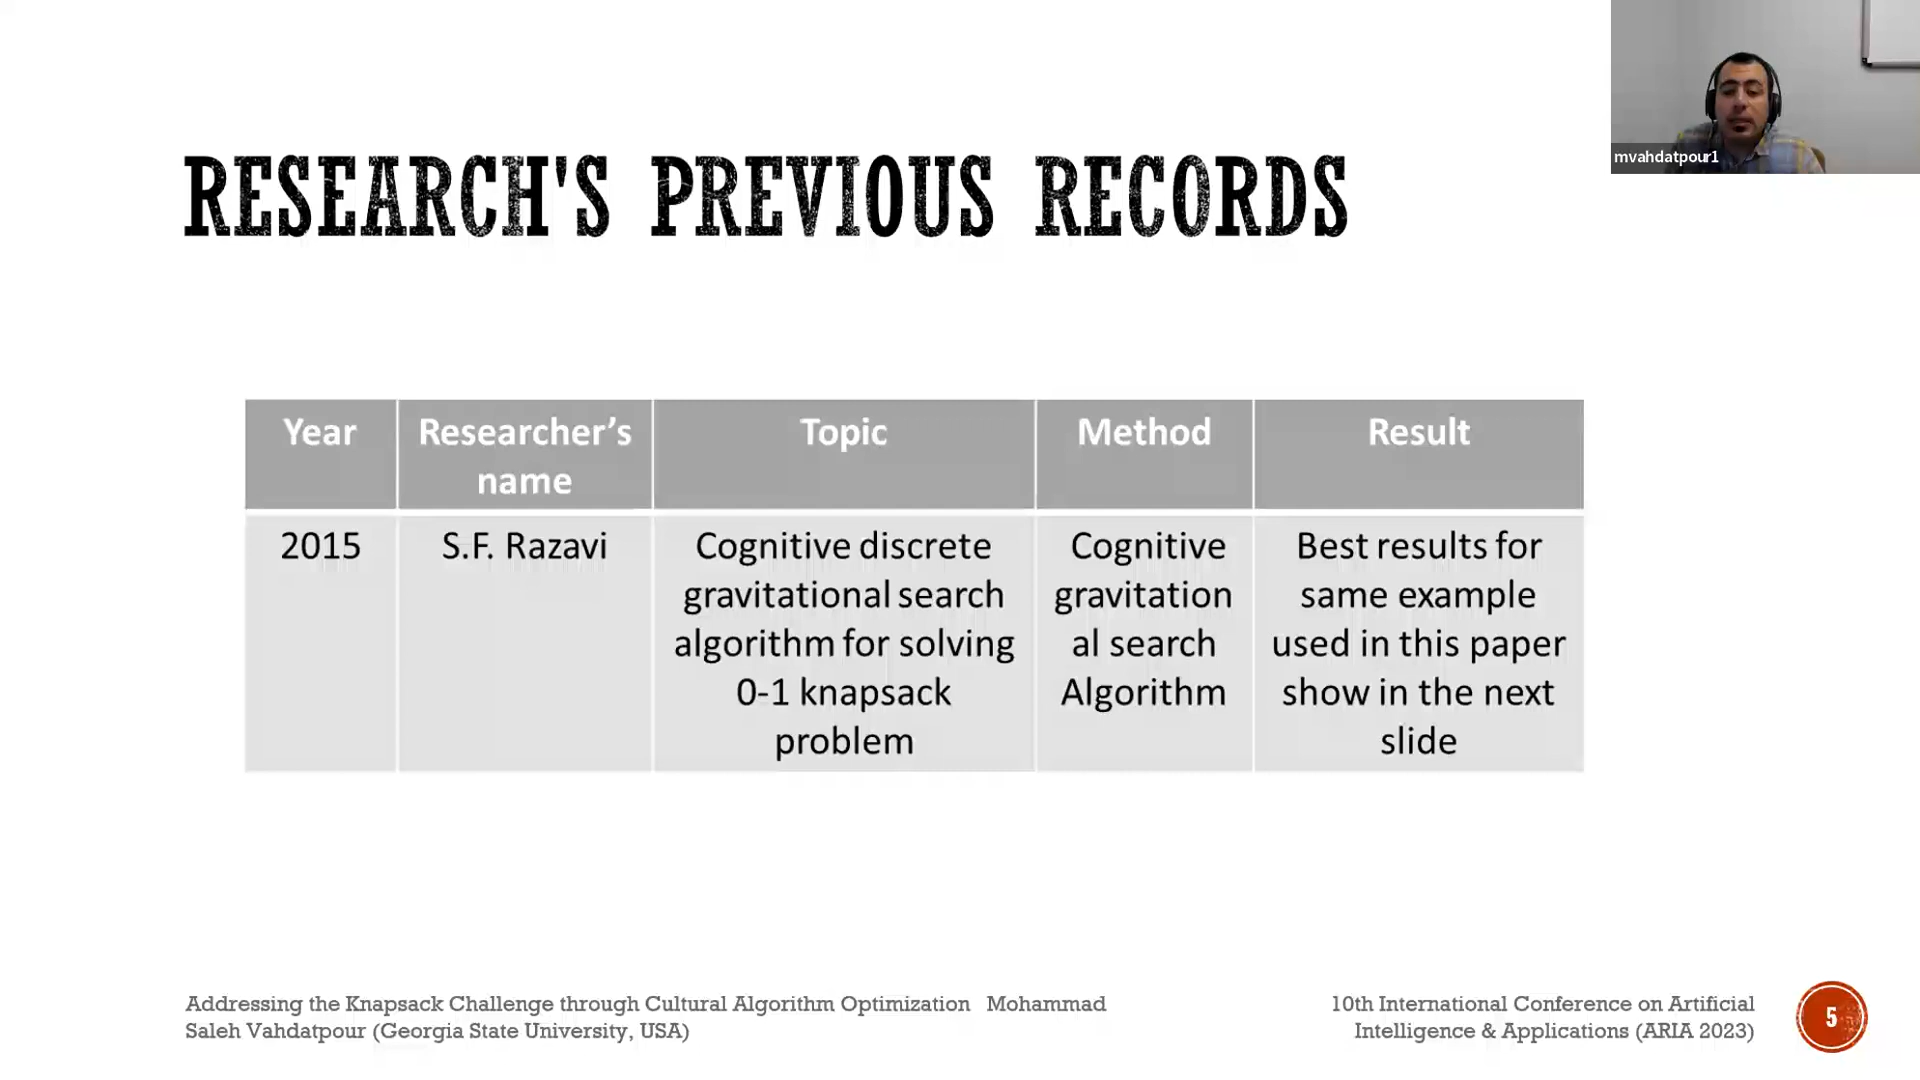 mvahdatpour1
RESEARCH'S PREVIOUS RECORDS
Year
Researcher's
name
Topic
Method
Result
2015
S.F. Razavi
Cognitive discrete
gravitational search
algorithm for solving
0-1 knapsack
problem
Cognitive
gravitation
al search
Algorithm
Best results for
same example
used in this paper
show in the next
slide
Addressing the Knapsack Challenge through Cultural Algorithm Optimization Mohammad
Saleh Vahdatpour (Georgia State University, USA)
10th International Conference on Artificial
Intelligence & Applications (ARIA 2023)
5